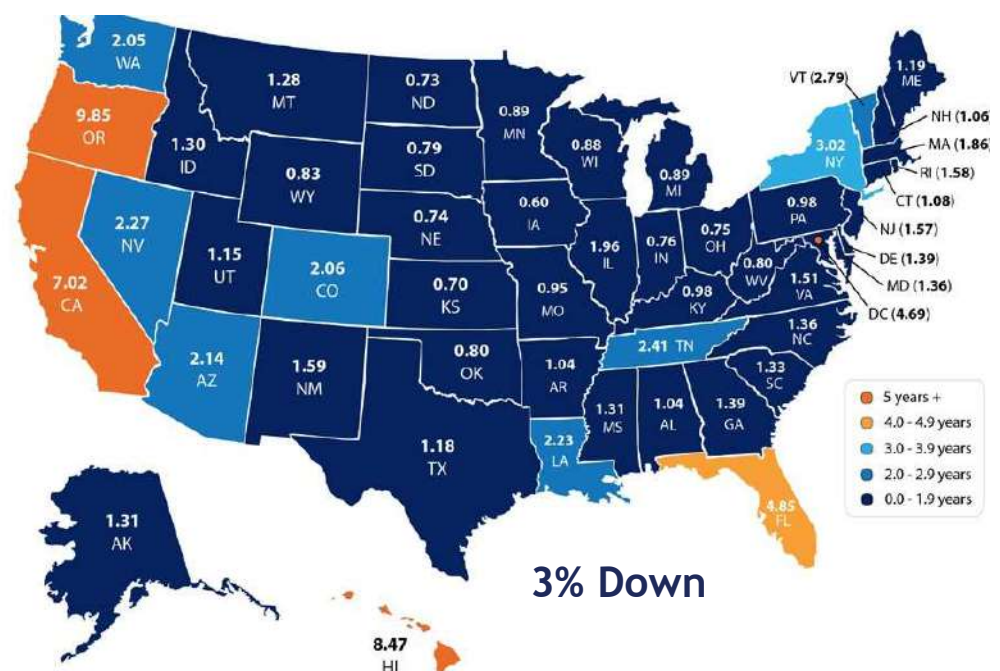 2.05
WA
9.85
OR
7.02
CA
2.27
NV
1.30
ID
1.28
MT
0.83
WY
1.15
UT
2.06
CO
2.14
AZ
1.59
NM
0.73
ND
0.79
SD
0.74
NE
0.70
KS
0.80
OK
1.18
TX
0.89
MN
0.60
IA
0.95
MO
1.04
AR
2.23
LA
0.88
WI
1.96
IL
0.89
MI
0.76
IN
0.75
OH
0.98
KY
2.41 TN
1.31
MS
1.04
AL
1.39
GA
4.85
FL
1.33
SC
1.36
NC
1.51
VA
0.80
WV
0.98
PA
3.02
NY
1.19
ME
VT (2.79)
NH (1.06)
MA (1.86)
RI (1.58)
CT (1.08)
NJ (1.57)
DE (1.39)
MD (1.36)
DC (4.69)
5 years +
4.0 - 4.9 years
3.0 - 3.9 years
2.0 - 2.9 years
0.0 - 1.9 years
1.31
AK
8.47
HI
3% Down